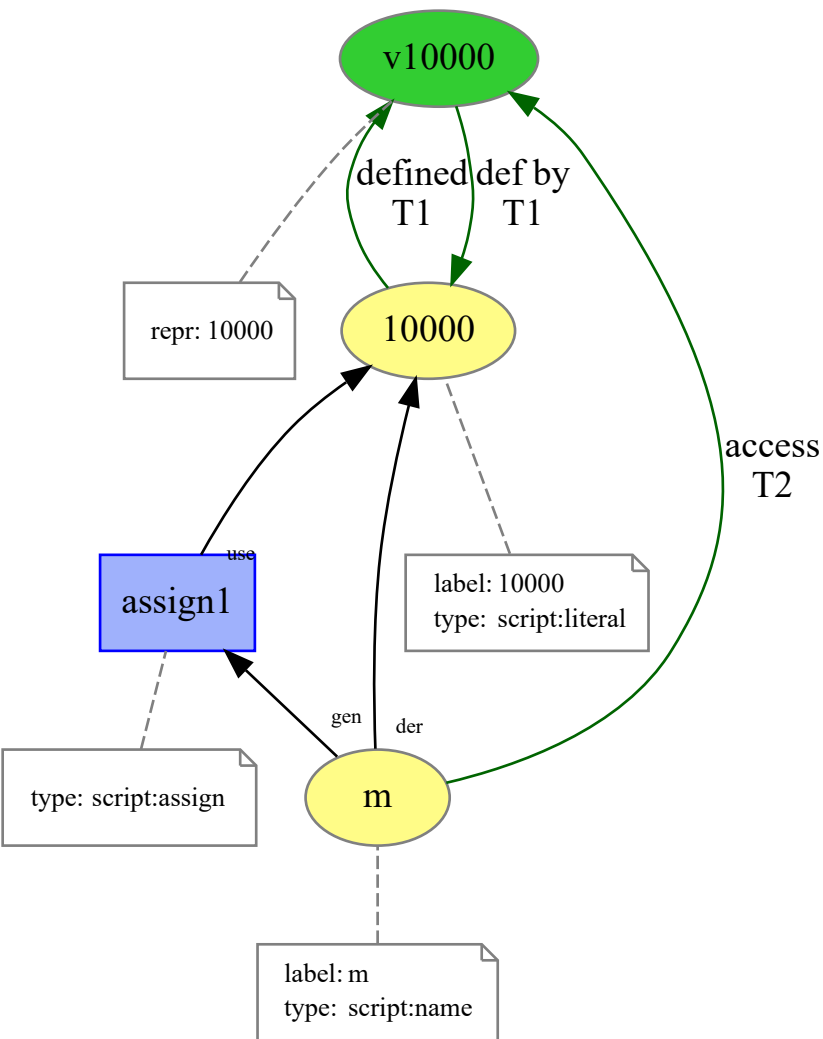 v10000
defined
T1
def by
T1
repr: 10000
10000
access
T2
use
assign1
label: 10000
type: script:literal
gen
der
type: script:assign
m
label: m
type: script:name